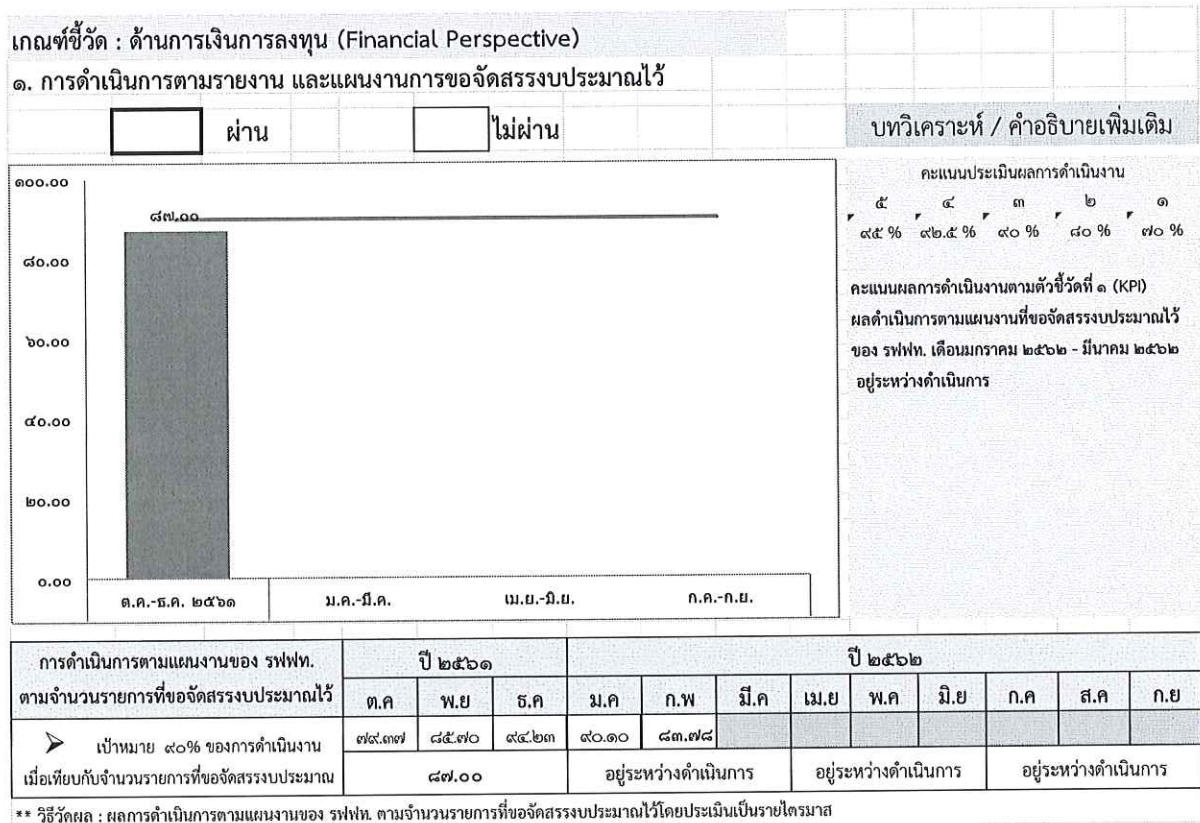 เกณฑ์ชี้วัด : ด้านการเงินการลงทุน (Financial Perspective)
๑. การดำเนินการตามรายงาน และแผนงานการขอจัดสรรงบประมาณไว้
ผ่าน ไม่ผ่าน
บทวิเคราะห์ / คำอธิบายเพิ่มเติม
๑๐๐.๐๐
๘๐.๐๐
๖๐.๐๐
๔๐.๐๐
๒๐.๐๐
๐.๐๐
๘๗.๐๐
ต.ค.-ธ.ค. ๒๕๖๑ ม.ค.-มี.ค. เม.ย.-มิ.ย. ก.ค.-ก.ย.
คะแนนประเมินผลการดำเนินงาน
๕ ๔ ๓ ๒ ๑
๙๕ % ๙๒.๕ % ๙๐ % ๘๐ % ๗๐ %
คะแนนผลการดำเนินงานตามตัวชี้วัดที่ ๑ (KPI)
ผลดำเนินการตามแผนงานที่ขอจัดสรรงบประมาณไว้
ของ รฟฟท. เดือนมกราคม ๒๕๖๒ - มีนาคม ๒๕๖๒
อยู่ระหว่างดำเนินการ
การดำเนินการตามแผนงานของ รฟฟท. ปี ๒๕๖๑ ปี ๒๕๖๒
ตามจำนวนรายการที่ขอจัดสรรงบประมาณไว้ ต.ค พ.ย ธ.ค ม.ค ก.พ มี.ค เม.ย พ.ค มิ.ย ก.ค ส.ค ก.ย
➢ เป้าหมาย ๙๐% ของการดำเนินงาน ๗๙.๓๗ ๘๕.๗๐ ๙๔.๒๓ ๙๐.๑๐ ๘๓.๗๘
เมื่อเทียบกับจำนวนรายการที่ขอจัดสรรงบประมาณ ๘๗.๐๐ อยู่ระหว่างดำเนินการ อยู่ระหว่างดำเนินการ อยู่ระหว่างดำเนินการ
** วิธีวัดผล : ผลการดำเนินการตามแผนงานของ รฟฟท. ตามจำนวนรายการที่ขอจัดสรรงบประมาณไว้โดยประเมินเป็นรายไตรมาส